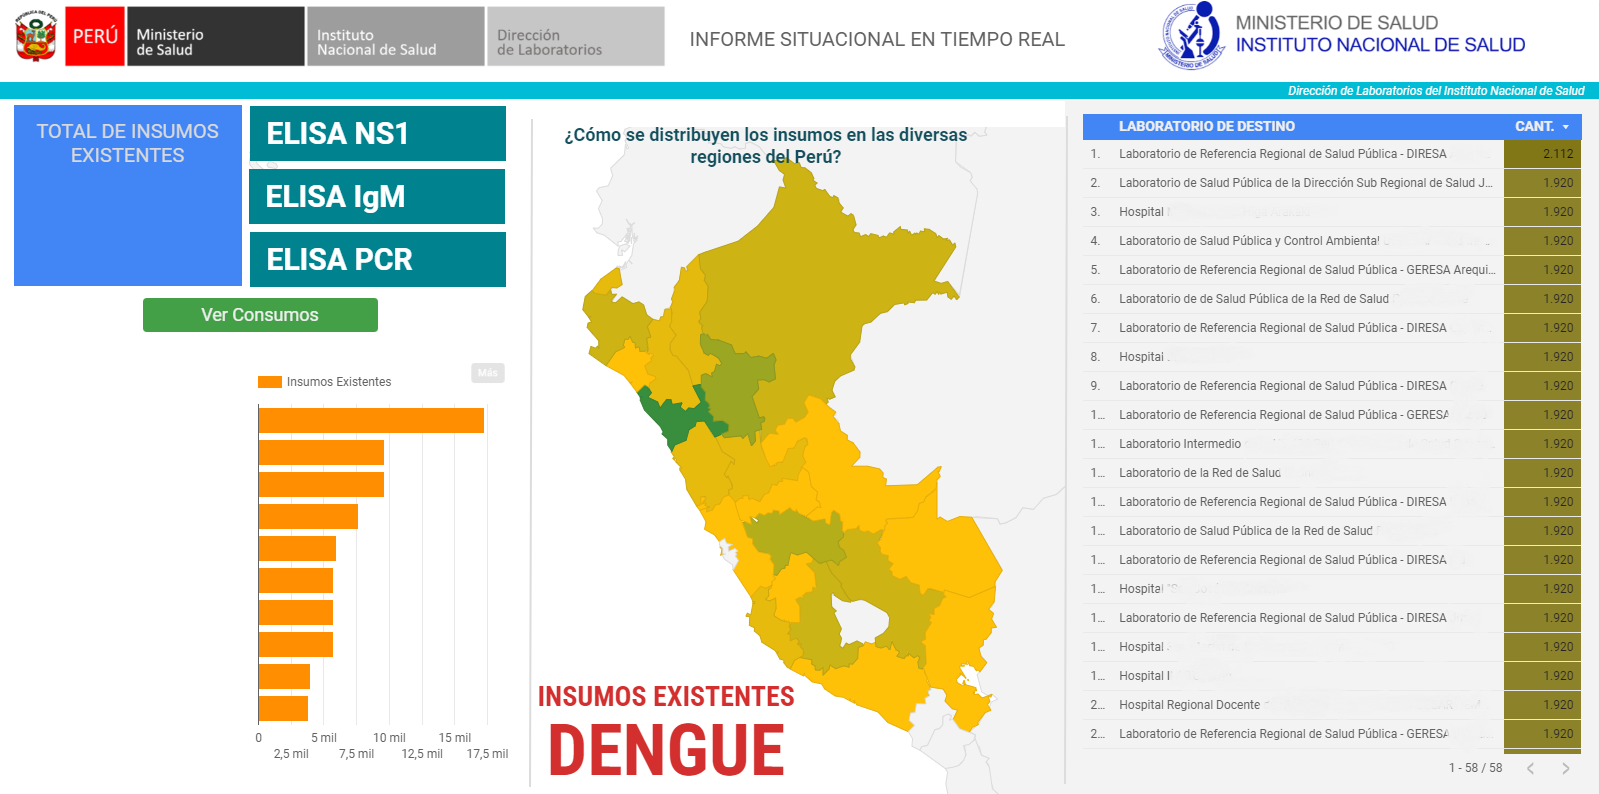 PERÚ
Ministerio
de Salud
Instituto
Nacional de Salud
Dirección
de Laboratorios
INFORME SITUACIONAL EN TIEMPO REAL
MINISTERIO DE SALUD
INSTITUTO NACIONAL DE SALUD
Dirección de Laboratorios del Instituto Nacional de Salud
TOTAL DE INSUMOS
EXISTENTES
ELISA NS1
ELISA IgM
ELISA PCR
Ver Consumos
Más
Insumos Existentes
0
5 mil
10 mil
15 mil
2,5 mil
7,5 mil
12,5 mil
17,5 mil
¿Cómo se distribuyen los insumos en las diversas
regiones del Perú?
INSUMOS EXISTENTES
DENGUE
LABORATORIO DE DESTINO CANT.
1. Laboratorio de Referencia Regional de Salud Pública - DIRESA 2.112
2. Laboratorio de Salud Pública de la Dirección Sub Regional de Salud J... 1.920
3. Hospital 1.920
4. Laboratorio de Salud Pública y Control Ambiental 1.920
5. Laboratorio de Referencia Regional de Salud Pública - GERESA Arequi... 1.920
6. Laboratorio de de Salud Pública de la Red de Salud 1.920
7. Laboratorio de Referencia Regional de Salud Pública - DIRESA 1.920
8. Hospital 1.920
9. Laboratorio de Referencia Regional de Salud Pública - DIRESA 1.920
1... Laboratorio de Referencia Regional de Salud Pública - GERESA 1.920
1... Laboratorio Intermedio 1.920
1... Laboratorio de la Red de Salud 1.920
1... Laboratorio de Referencia Regional de Salud Pública - DIRESA 1.920
1... Laboratorio de Salud Pública de la Red de Salud 1.920
1... Laboratorio de Referencia Regional de Salud Pública - DIRESA 1.920
1... Hospital 1.920
1... Laboratorio de Referencia Regional de Salud Pública - DIRESA 1.920
1... Hospital 1.920
1... Hospital 1.920
2... Hospital Regional Docente 1.920
2... Laboratorio de Referencia Regional de Salud Pública - GERESA 1.920
1 - 58 / 58